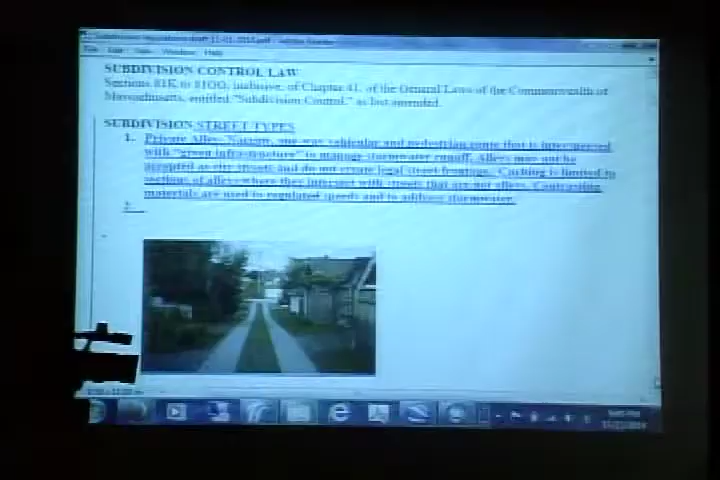 Window Help
SUBDIVISION CONTROL LAW
Sections 81K to 81GG, inclusive, of Chapter 41, of the General Laws of the Commonwealth of
Massachusetts, entitled "Subdivision Control," as last amended.
SUBDIVISION STREET TYPES
1. Private Alley: Narrow, one-way vehicular and pedestrian route that is interspersed
with "green infrastructure" to manage stormwater runoff. Alleys may not be
accepted as city streets and do not create legal street frontage. Curbing is limited to
sections of alley where they intersect with streets that are not alleys. Contrasting
materials are used to regulated speeds and to address stormwater.
2.